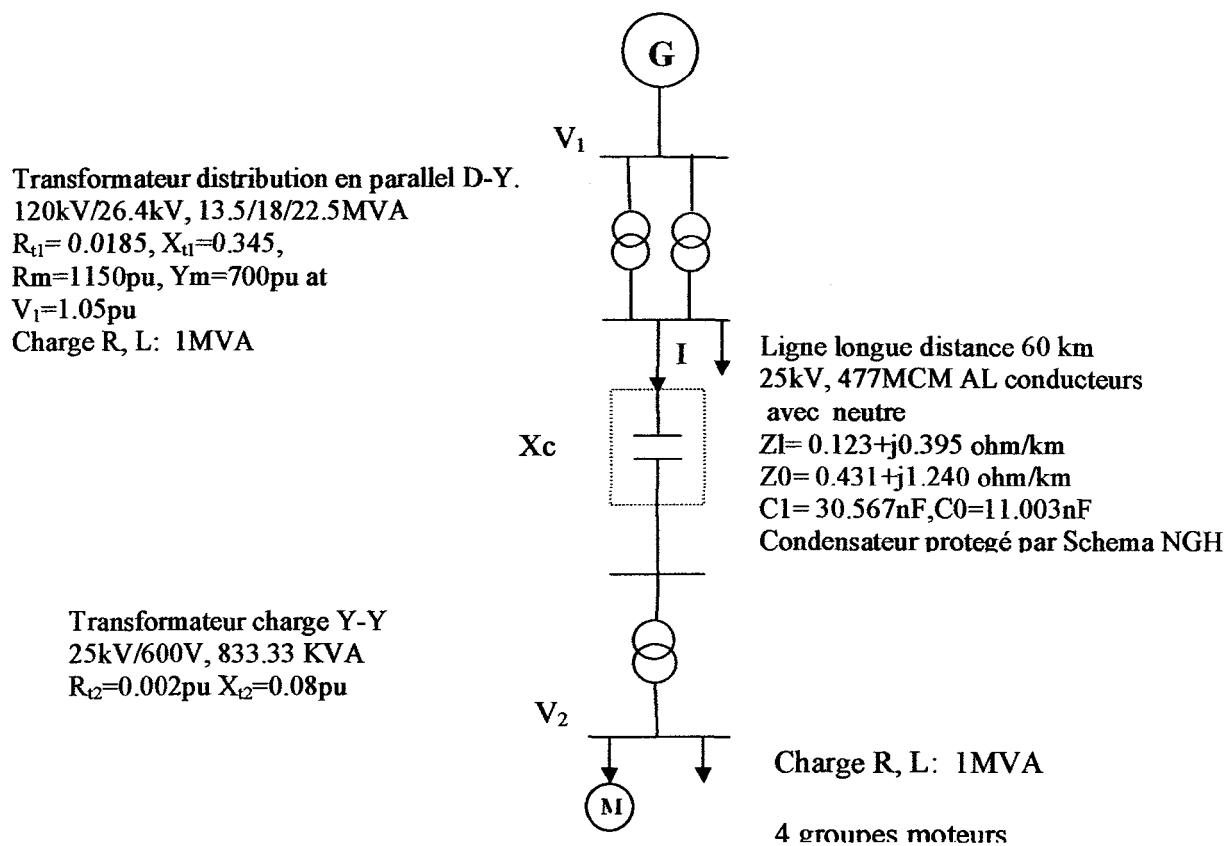 G
V₁
Transformateur distribution en parallel D-Y.
120kV/26.4kV, 13.5/18/22.5MVA
Rₜ₁= 0.0185, Xₜ₁=0.345,
Rm=1150pu, Ym=700pu at
V₁=1.05pu
Charge R, L: 1MVA
I
Ligne longue distance 60 km
25kV, 477MCM AL conducteurs
avec neutre
Zl= 0.123+j0.395 ohm/km
Z0= 0.431+j1.240 ohm/km
C1= 30.567nF,C0=11.003nF
Condensateur protegé par Schema NGH
Xc
Transformateur charge Y-Y
25kV/600V, 833.33 KVA
Rₜ₂=0.002pu Xₜ₂=0.08pu
V₂
Charge R, L: 1MVA
M
4 groupes moteurs